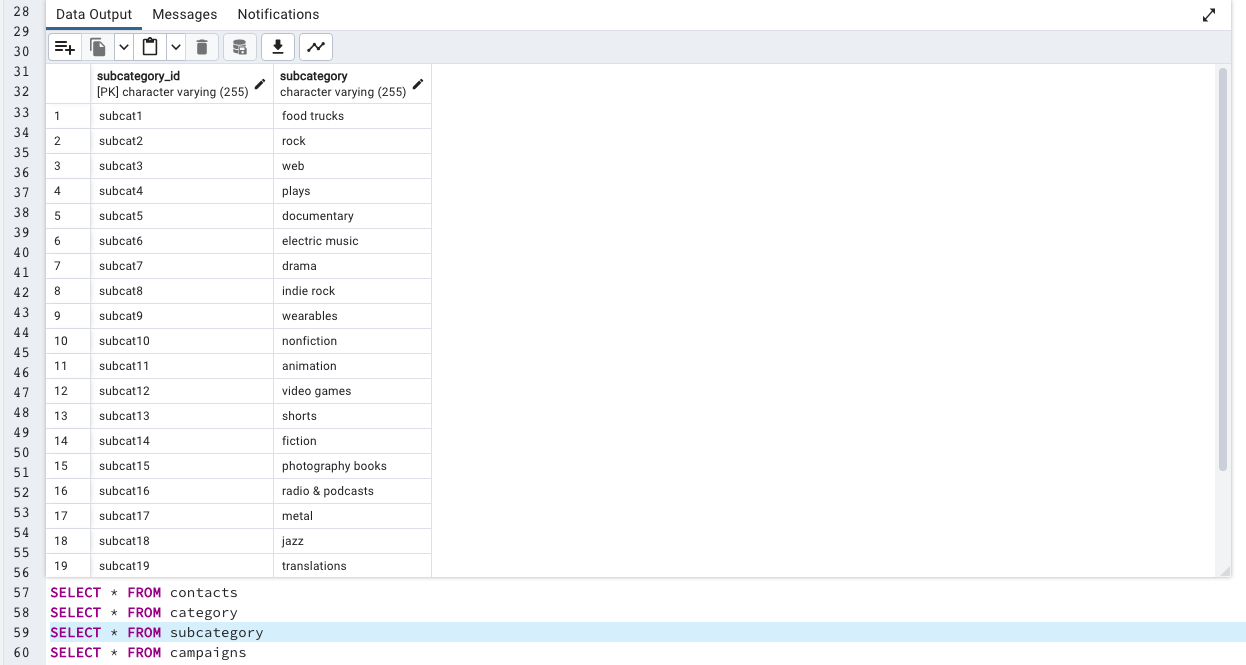 28
Data Output Messages Notifications
29
30
31
subcategory_id subcategory
32
[PK] character varying (255) character varying (255)
33
1 subcat1 food trucks
34
2 subcat2 rock
35
3 subcat3 web
36
4 subcat4 plays
37
38
5 subcat5 documentary
39
6 subcat6 electric music
40
7 subcat7 drama
41
42
8 subcat8 indie rock
43
9 subcat9 wearables
44
10 subcat10 nonfiction
45
11 subcat11 animation
46
47
12 subcat12 video games
48
13 subcat13 shorts
49
14 subcat14 fiction
50
15 subcat15 photography books
51
52
16 subcat16 radio & podcasts
53
17 subcat17 metal
54
18 subcat18 jazz
55
19 subcat19 translations
56
57 SELECT * FROM contacts
58 SELECT * FROM category
59 SELECT * FROM subcategory
60 SELECT * FROM campaigns